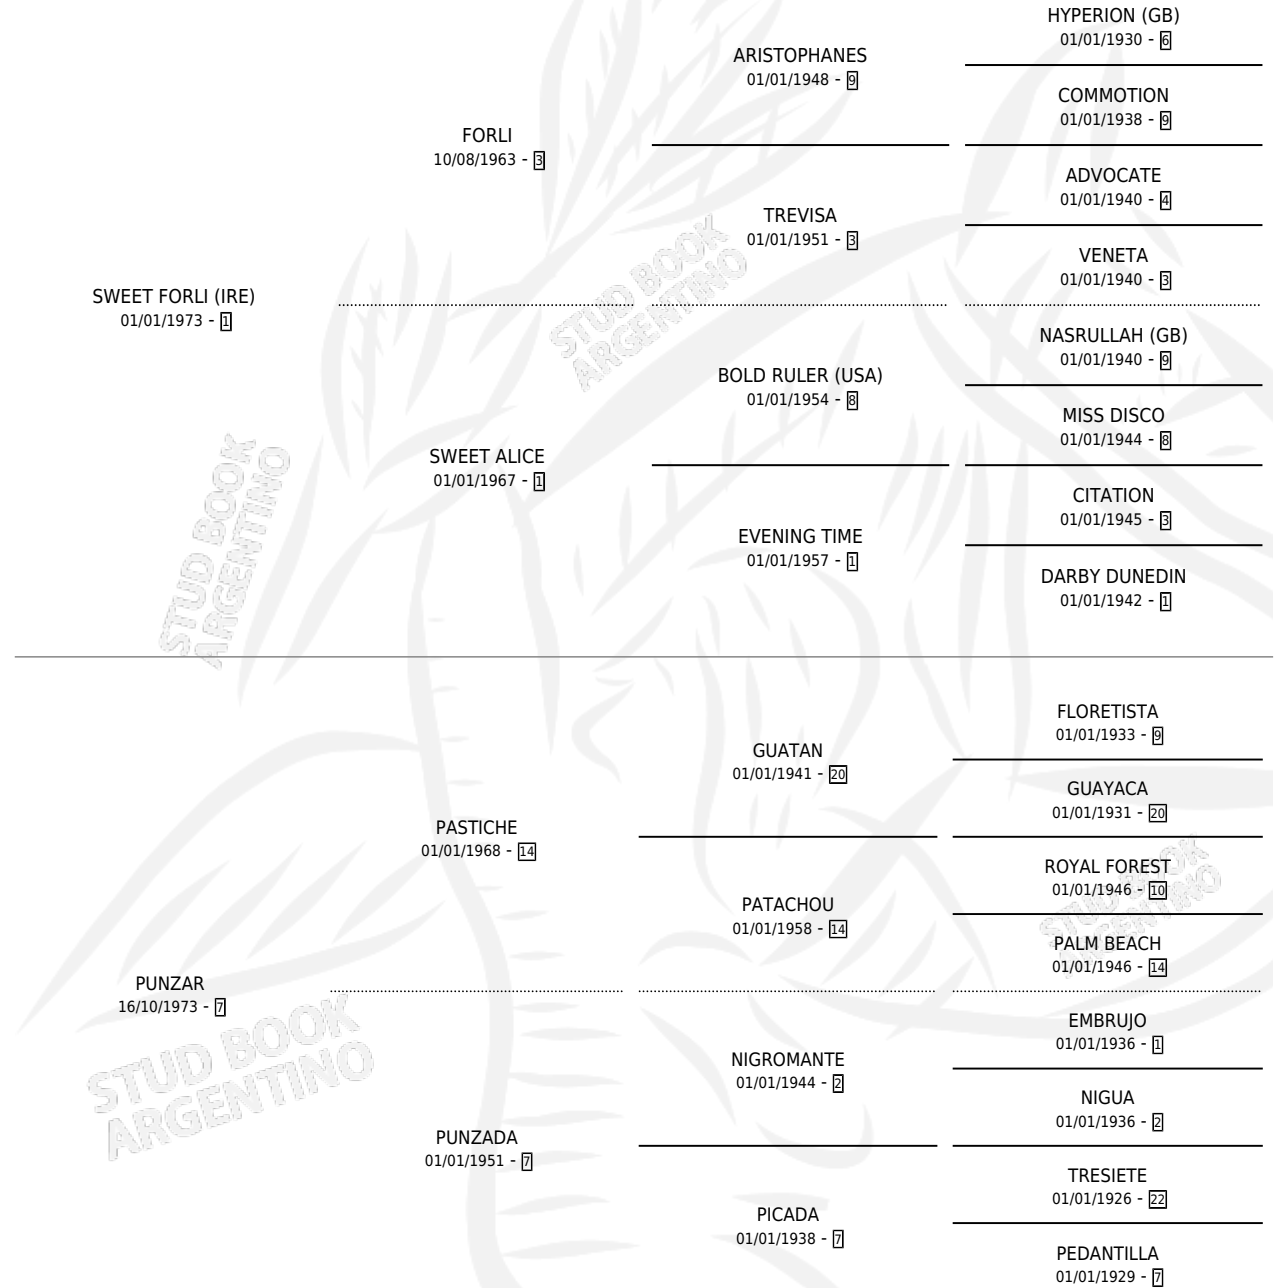 HYPERION (GB)
01/01/1930 - 6
ARISTOPHANES
01/01/1948 - 9
COMMOTION
01/01/1938 - 9
FORLI
10/08/1963 - 3
ADVOCATE
01/01/1940 - 4
TREVISA
01/01/1951 - 3
VENETA
01/01/1940 - 3
SWEET FORLI (IRE)
01/01/1973 - 1
NASRULLAH (GB)
01/01/1940 - 9
BOLD RULER (USA)
01/01/1954 - 8
MISS DISCO
01/01/1944 - 8
SWEET ALICE
01/01/1967 - 1
CITATION
01/01/1945 - 3
EVENING TIME
01/01/1957 - 1
DARBY DUNEDIN
01/01/1942 - 1
FLORETISTA
01/01/1933 - 9
GUATAN
01/01/1941 - 20
GUAYACA
01/01/1931 - 20
PASTICHE
01/01/1968 - 14
ROYAL FOREST
01/01/1946 - 10
PATACHOU
01/01/1958 - 14
PALM BEACH
01/01/1946 - 14
PUNZAR
16/10/1973 - 7
EMBRUJO
01/01/1936 - 1
NIGROMANTE
01/01/1944 - 2
NIGUA
01/01/1936 - 2
PUNZADA
01/01/1951 - 7
TRESIETE
01/01/1926 - 22
PICADA
01/01/1938 - 7
PEDANTILLA
01/01/1929 - 7
STUD BOOK
ARGENTINO
STUD BOOK
ARGENTINO
STUD BOOK
ARGENTINO
STUD BOOK
ARGENTINO